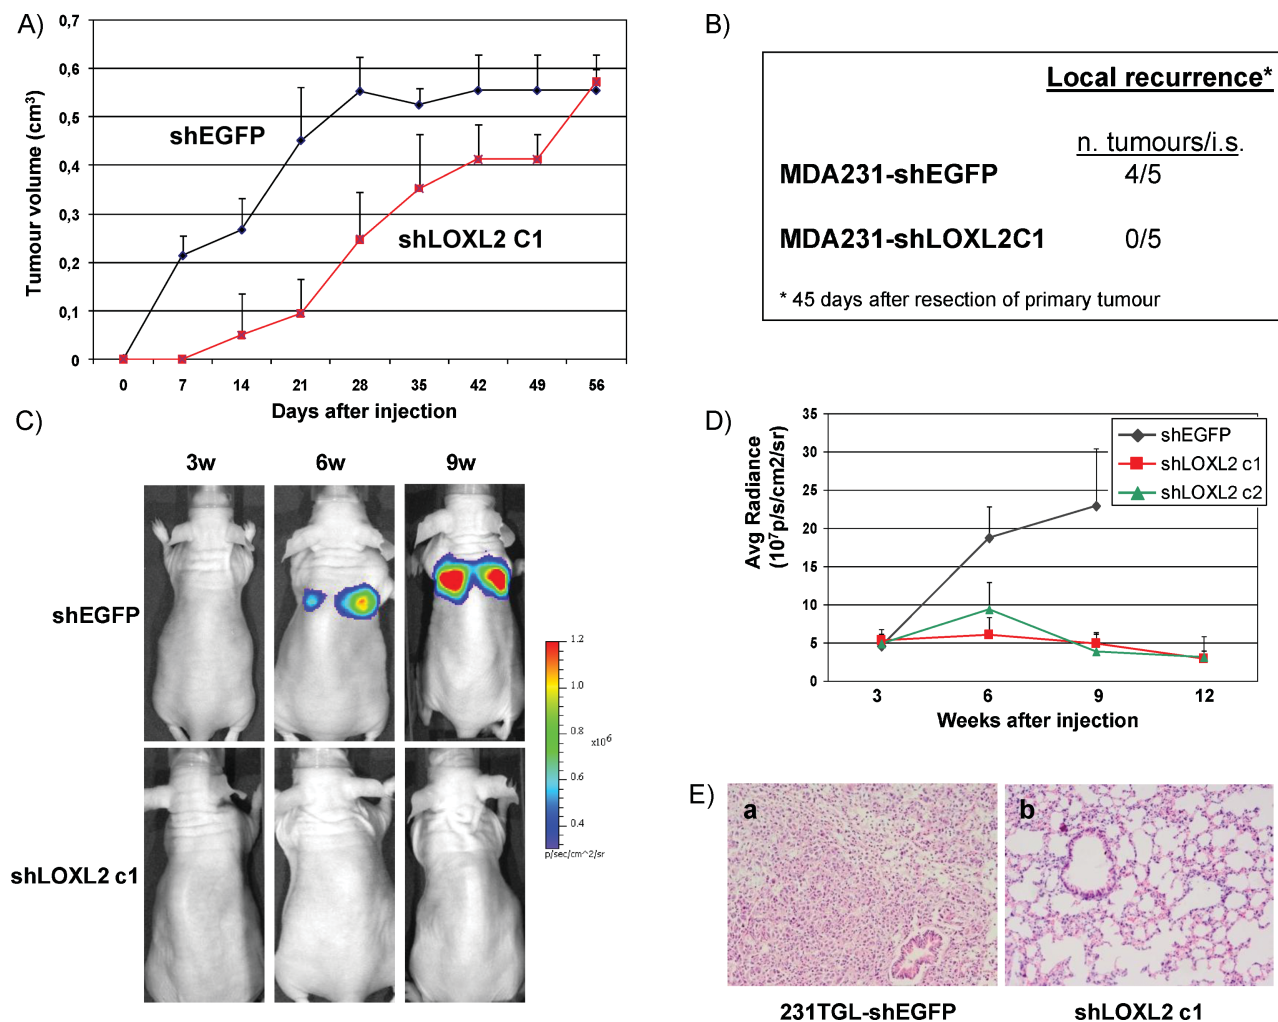 A)
0,7
0,6
0,5
0,4
0,3
0,2
0,1
0
Tumour volume (cm³)
shEGFP
shLOXL2 C1
0 7 14 21 28 35 42 49 56
Days after injection
B)
Local recurrence*
n. tumours/i.s.
MDA231-shEGFP 4/5
MDA231-shLOXL2C1 0/5
* 45 days after resection of primary tumour
C)
3w 6w 9w
shEGFP
shLOXL2 c1
1.2
1.0
0.8
x10⁶
0.6
0.4
p/sec/cm^2/sr
D)
35
30
25
20
15
10
5
0
Avg Radiance
(10⁷p/s/cm2/sr)
shEGFP
shLOXL2 c1
shLOXL2 c2
3 6 9 12
Weeks after injection
E)
a b
231TGL-shEGFP shLOXL2 c1